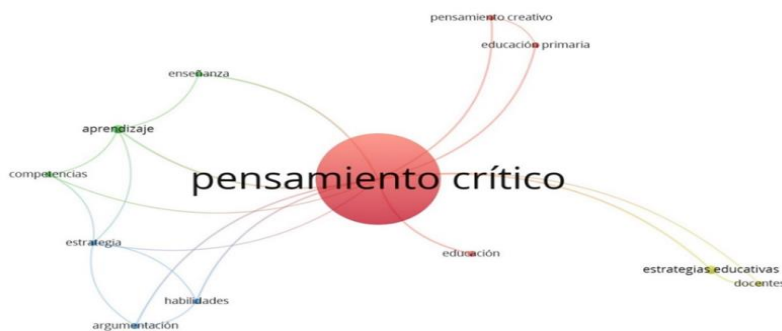 pensamiento creativo
educación primaria
enseñanza
aprendizaje
competencias
pensamiento crítico
estrategia
educación
estrategias educativas
docentes
habilidades
argumentación